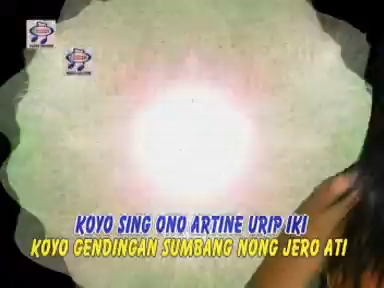 KOYO SING ONO ARTINE URIP IKI
KOYO GENDINGAN SUMBANG NONG JERO ATI